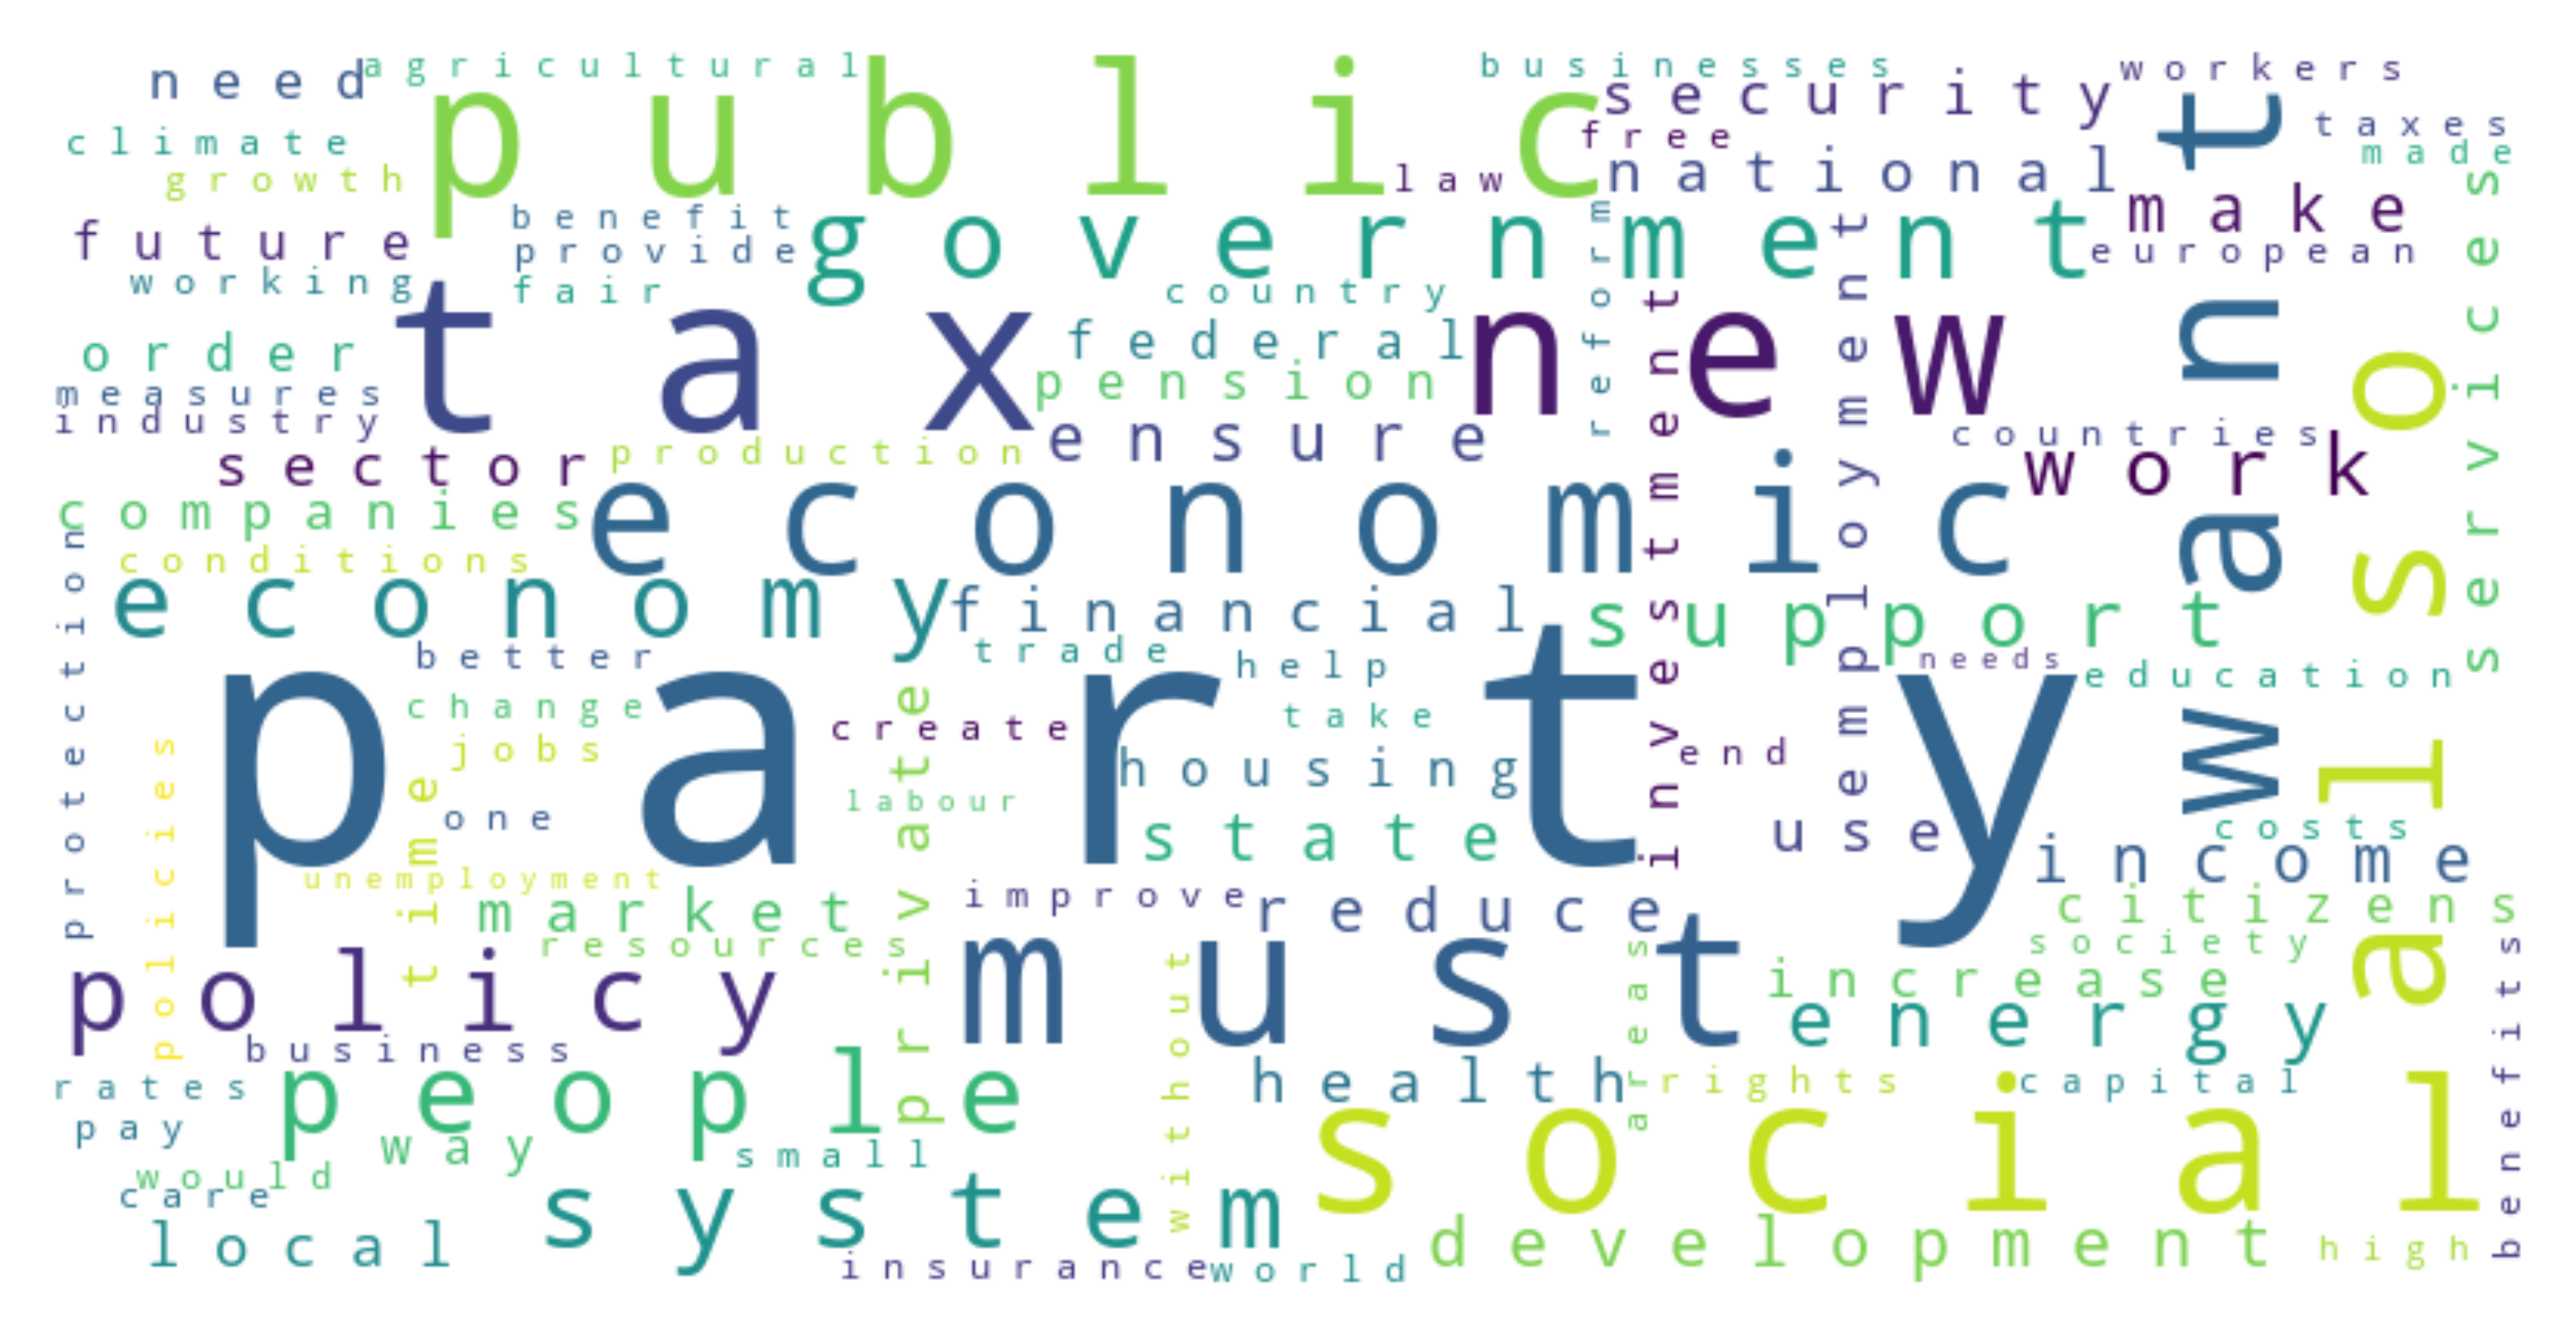 need
agricultural
public
businesses
security
workers
climate
free
taxes
made
growth
law
national
want
services
future
benefit
government
reform
employment
make
provide
european
working
fair
country
tax
new
investment
order
federal
also
measures
pension
industry
ensure
countries
sector
production
work
companies
economic
protection
conditions
economy
financial
support
better
trade
help
needs
education
party
private
change
create
take
policies
jobs
housing
end
time
one
labour
state
use
costs
income
unemployment
market
improve
reduce
citizens
resources
must
areas
society
benefits
policy
without
increase
energy
business
rates
people
health
rights
capital
pay
way
small
social
would
care
system
local
development
high
insurance
world